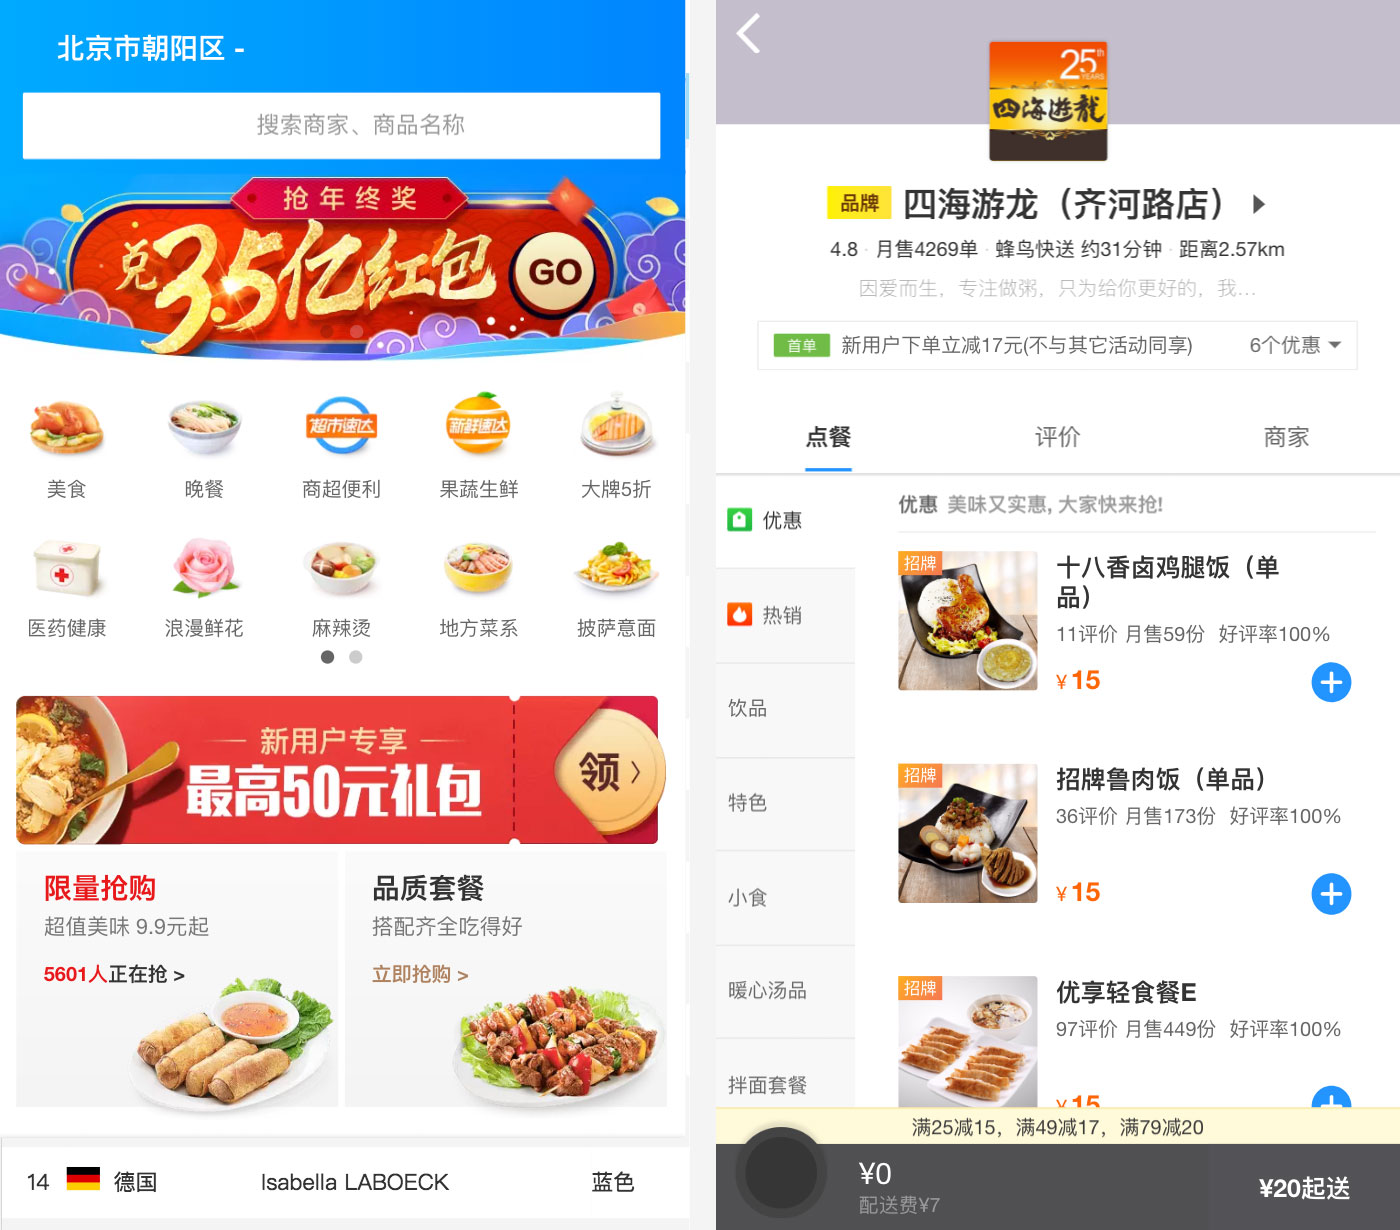 北京市朝阳区 -
搜索商家、商品名称
抢年终奖
兑3.5亿红包
GO
超市速达
新鲜速达
美食
晚餐
商超便利
果蔬生鲜
大牌5折
医药健康
浪漫鲜花
麻辣烫
地方菜系
披萨意面
新用户专享
最高50元礼包
领
限量抢购
超值美味 9.9元起
5601人正在抢 >
品质套餐
搭配齐全吃得好
立即抢购 >
14 德国 Isabella LABOECK 蓝色
25th
YEARS
四海遊龍
品牌 四海游龙（齐河路店）
4.8 · 月售4269单 · 蜂鸟快送 约31分钟 · 距离2.57km
因爱而生，专注做粥，只为给你更好的，我...
首单 新用户下单立减17元(不与其它活动同享) 6个优惠
点餐
评价
商家
优惠
热销
饮品
特色
小食
暖心汤品
拌面套餐
优惠 美味又实惠, 大家快来抢!
招牌
十八香卤鸡腿饭（单
品）
11评价 月售59份 好评率100%
¥15
招牌
招牌鲁肉饭（单品）
36评价 月售173份 好评率100%
¥15
招牌
优享轻食餐E
97评价 月售449份 好评率100%
¥15
满25减15，满49减17，满79减20
¥0
配送费¥7
¥20起送